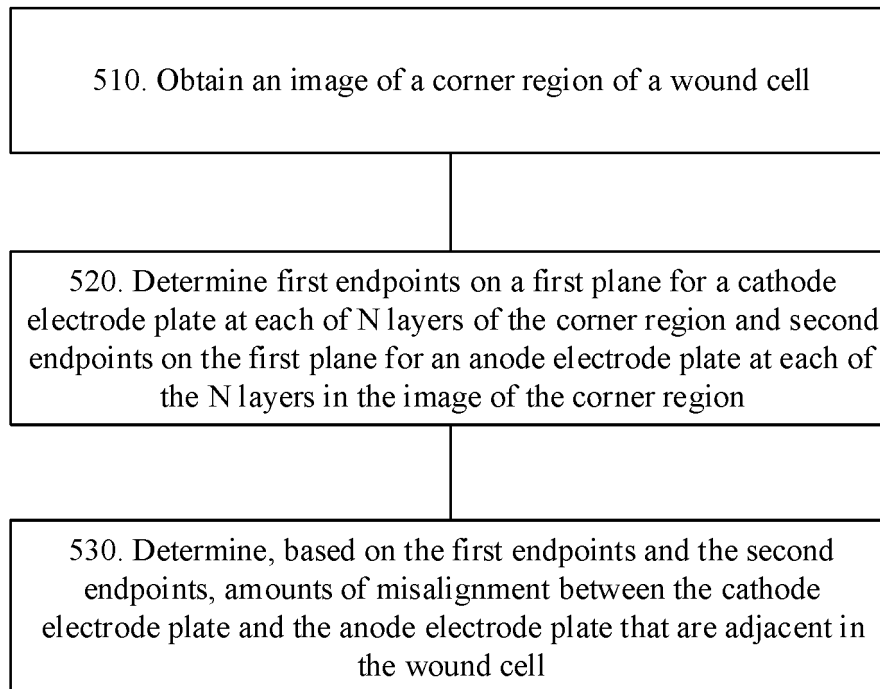 510. Obtain an image of a corner region of a wound cell
520. Determine first endpoints on a first plane for a cathode
electrode plate at each of N layers of the corner region and second
endpoints on the first plane for an anode electrode plate at each of
the N layers in the image of the corner region
530. Determine, based on the first endpoints and the second
endpoints, amounts of misalignment between the cathode
electrode plate and the anode electrode plate that are adjacent in
the wound cell